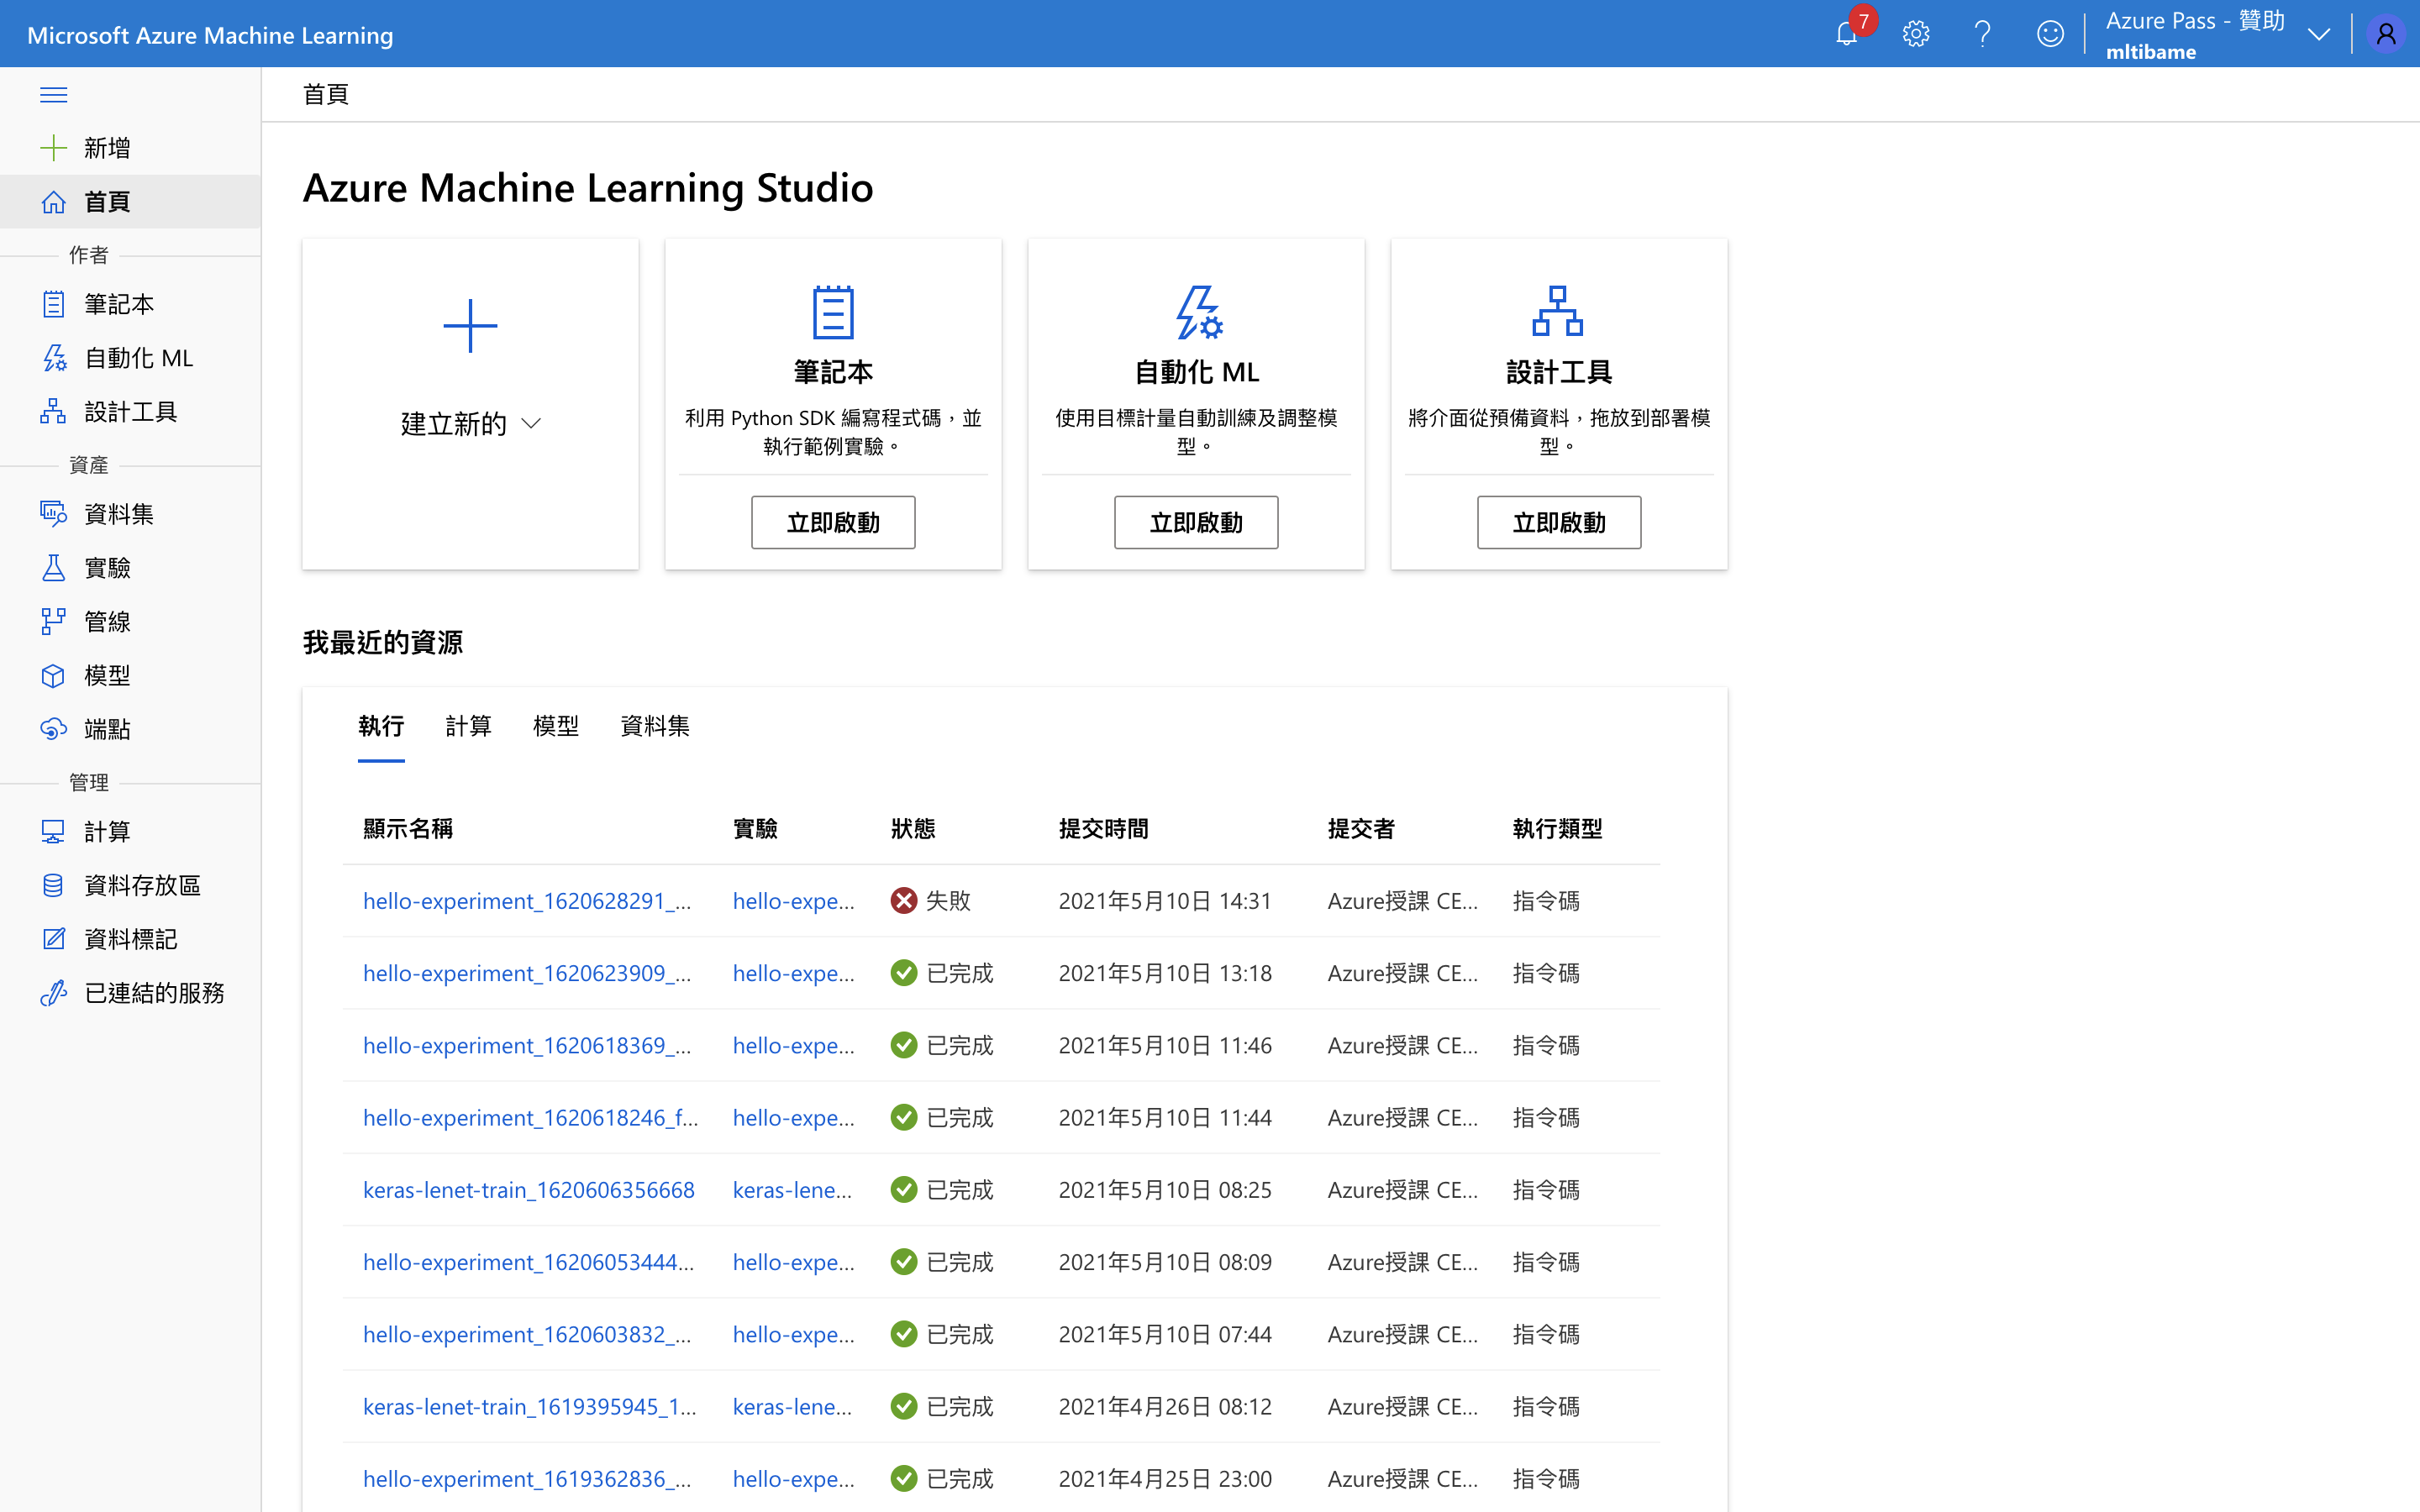 Microsoft Azure Machine Learning
7
Azure Pass - 贊助
mltibame
新增
首頁
作者
筆記本
自動化 ML
設計工具
資產
資料集
實驗
管線
模型
端點
管理
計算
資料存放區
資料標記
已連結的服務
首頁
Azure Machine Learning Studio
建立新的
筆記本
利用 Python SDK 編寫程式碼，並
執行範例實驗。
立即啟動
自動化 ML
使用目標計量自動訓練及調整模
型。
立即啟動
設計工具
將介面從預備資料，拖放到部署模
型。
立即啟動
我最近的資源
執行 計算 模型 資料集
顯示名稱 實驗 狀態 提交時間 提交者 執行類型
hello-experiment_1620628291_... hello-expe... 失敗 2021年5月10日 14:31 Azure授課 CE... 指令碼
hello-experiment_1620623909_... hello-expe... 已完成 2021年5月10日 13:18 Azure授課 CE... 指令碼
hello-experiment_1620618369_... hello-expe... 已完成 2021年5月10日 11:46 Azure授課 CE... 指令碼
hello-experiment_1620618246_f... hello-expe... 已完成 2021年5月10日 11:44 Azure授課 CE... 指令碼
keras-lenet-train_1620606356668 keras-lene... 已完成 2021年5月10日 08:25 Azure授課 CE... 指令碼
hello-experiment_16206053444... hello-expe... 已完成 2021年5月10日 08:09 Azure授課 CE... 指令碼
hello-experiment_1620603832_... hello-expe... 已完成 2021年5月10日 07:44 Azure授課 CE... 指令碼
keras-lenet-train_1619395945_1... keras-lene... 已完成 2021年4月26日 08:12 Azure授課 CE... 指令碼
hello-experiment_1619362836_... hello-expe... 已完成 2021年4月25日 23:00 Azure授課 CE... 指令碼